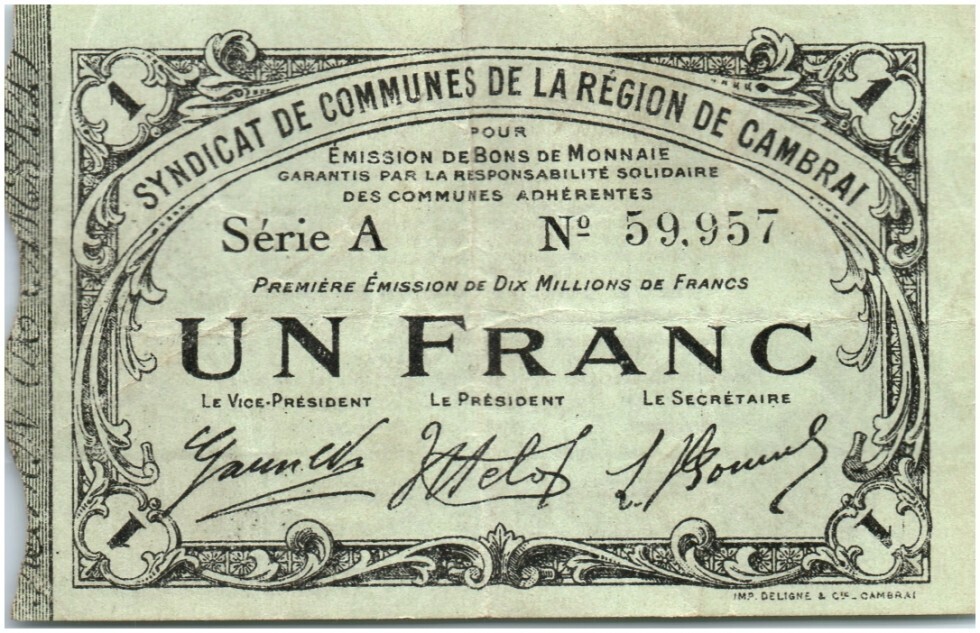 1 1
SYNDICAT DE COMMUNES DE LA RÉGION DE CAMBRAI
POUR
ÉMISSION DE BONS DE MONNAIE
GARANTIS PAR LA RESPONSABILITÉ SOLIDAIRE
DES COMMUNES ADHÉRENTES
Série A Nº 59,957
PREMIÈRE ÉMISSION DE DIX MILLIONS DE FRANCS
UN FRANC
LE VICE-PRÉSIDENT LE PRÉSIDENT LE SECRÉTAIRE
1 1
IMP. DELIGNE & Cie_CAMBRAI